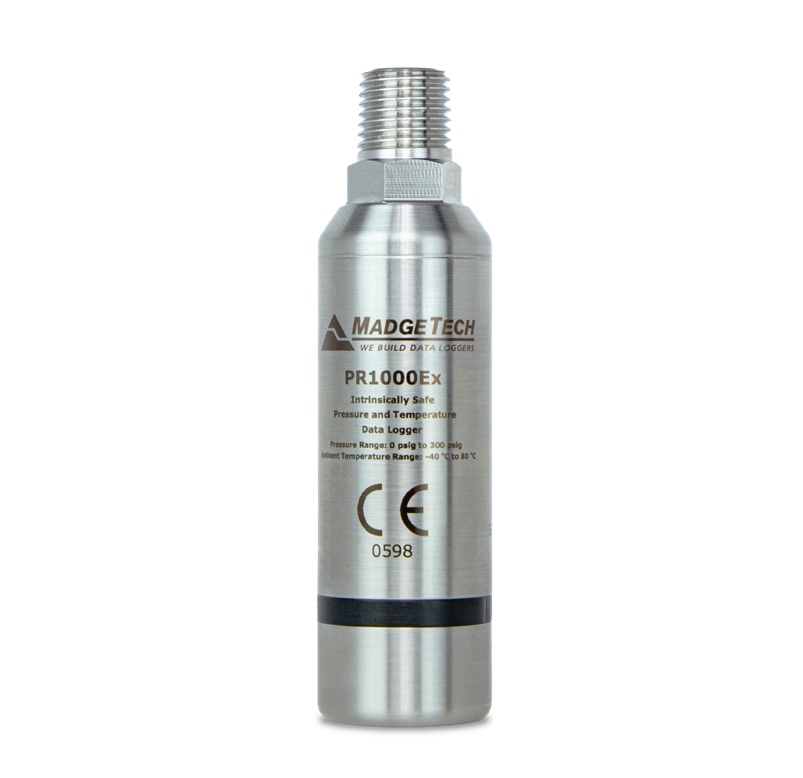 MADGETECH
WE BUILD DATA LOGGERS
PR1000Ex
Intrinsically Safe
Pressure and Temperature
Data Logger
Pressure Range: 0 psig to 300 psig
Temperature Range: -40 °C to 80 °C
CE
0598